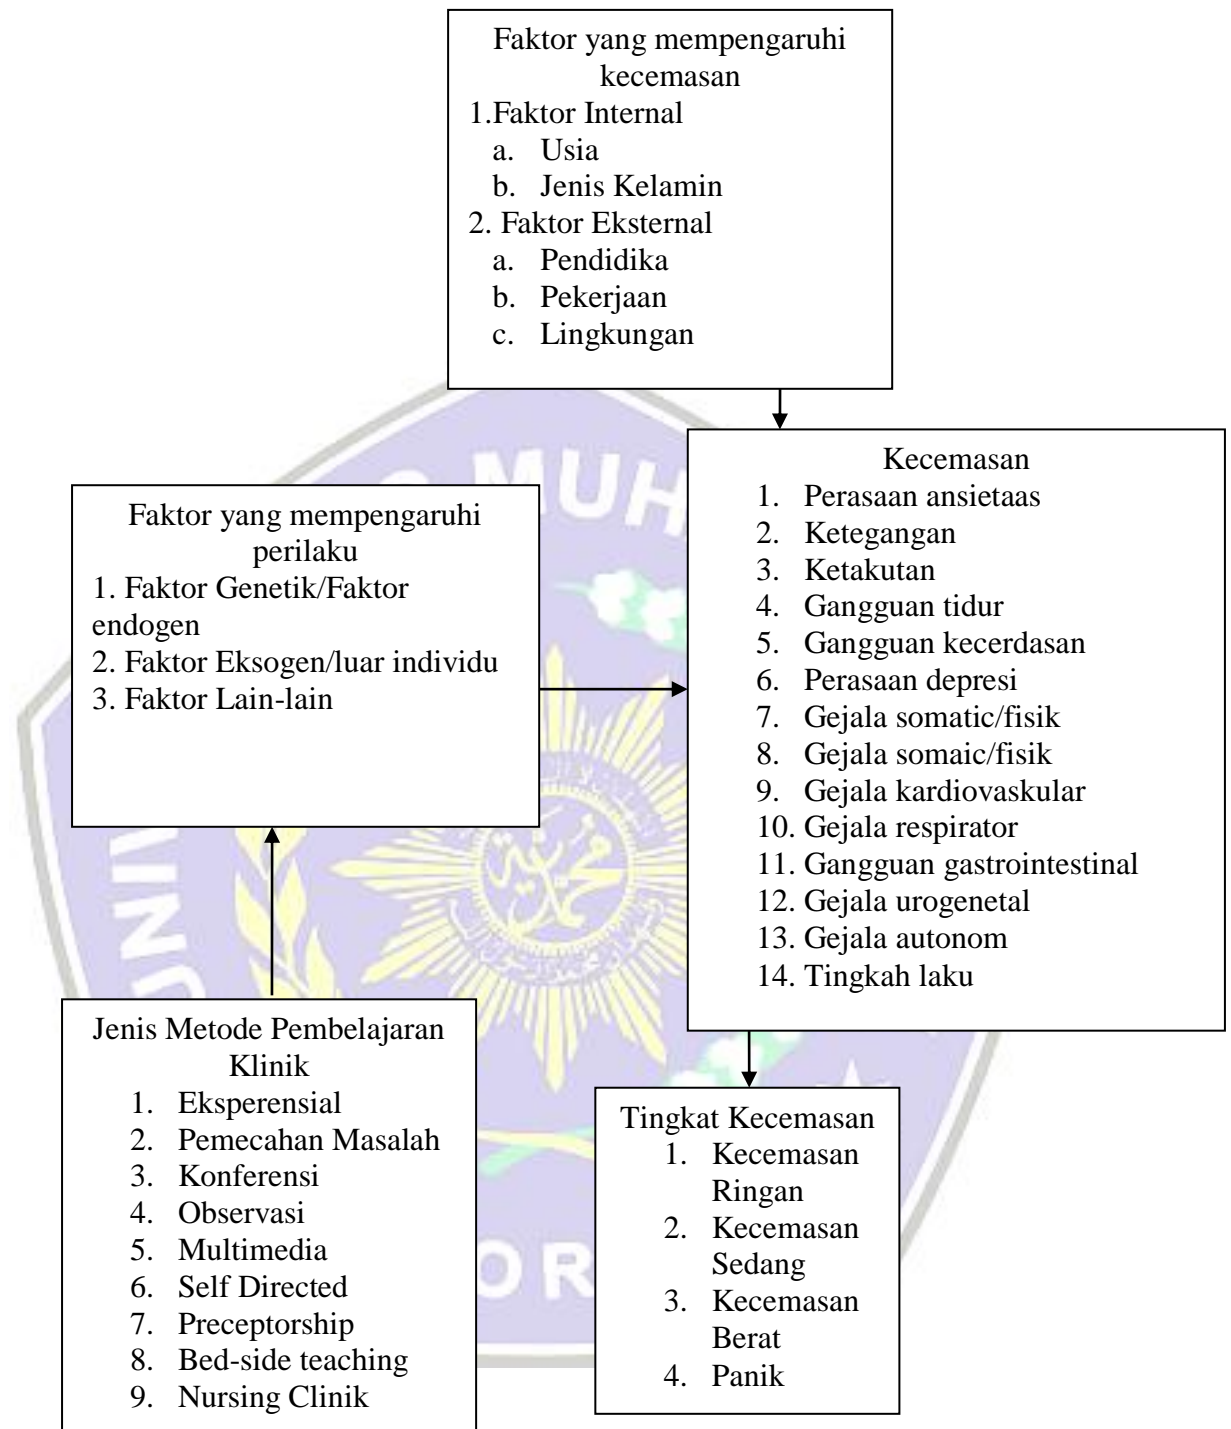 Faktor yang mempengaruhi
kecemasan
1.Faktor Internal
a. Usia
b. Jenis Kelamin
2. Faktor Eksternal
a. Pendidika
b. Pekerjaan
c. Lingkungan
Faktor yang mempengaruhi
perilaku
1. Faktor Genetik/Faktor
endogen
2. Faktor Eksogen/luar individu
3. Faktor Lain-lain
Kecemasan
1. Perasaan ansietaas
2. Ketegangan
3. Ketakutan
4. Gangguan tidur
5. Gangguan kecerdasan
6. Perasaan depresi
7. Gejala somatic/fisik
8. Gejala somaic/fisik
9. Gejala kardiovaskular
10. Gejala respirator
11. Gangguan gastrointestinal
12. Gejala urogenetal
13. Gejala autonom
14. Tingkah laku
Jenis Metode Pembelajaran
Klinik
1. Eksperensial
2. Pemecahan Masalah
3. Konferensi
4. Observasi
5. Multimedia
6. Self Directed
7. Preceptorship
8. Bed-side teaching
9. Nursing Clinik
Tingkat Kecemasan
1. Kecemasan
Ringan
2. Kecemasan
Sedang
3. Kecemasan
Berat
4. Panik